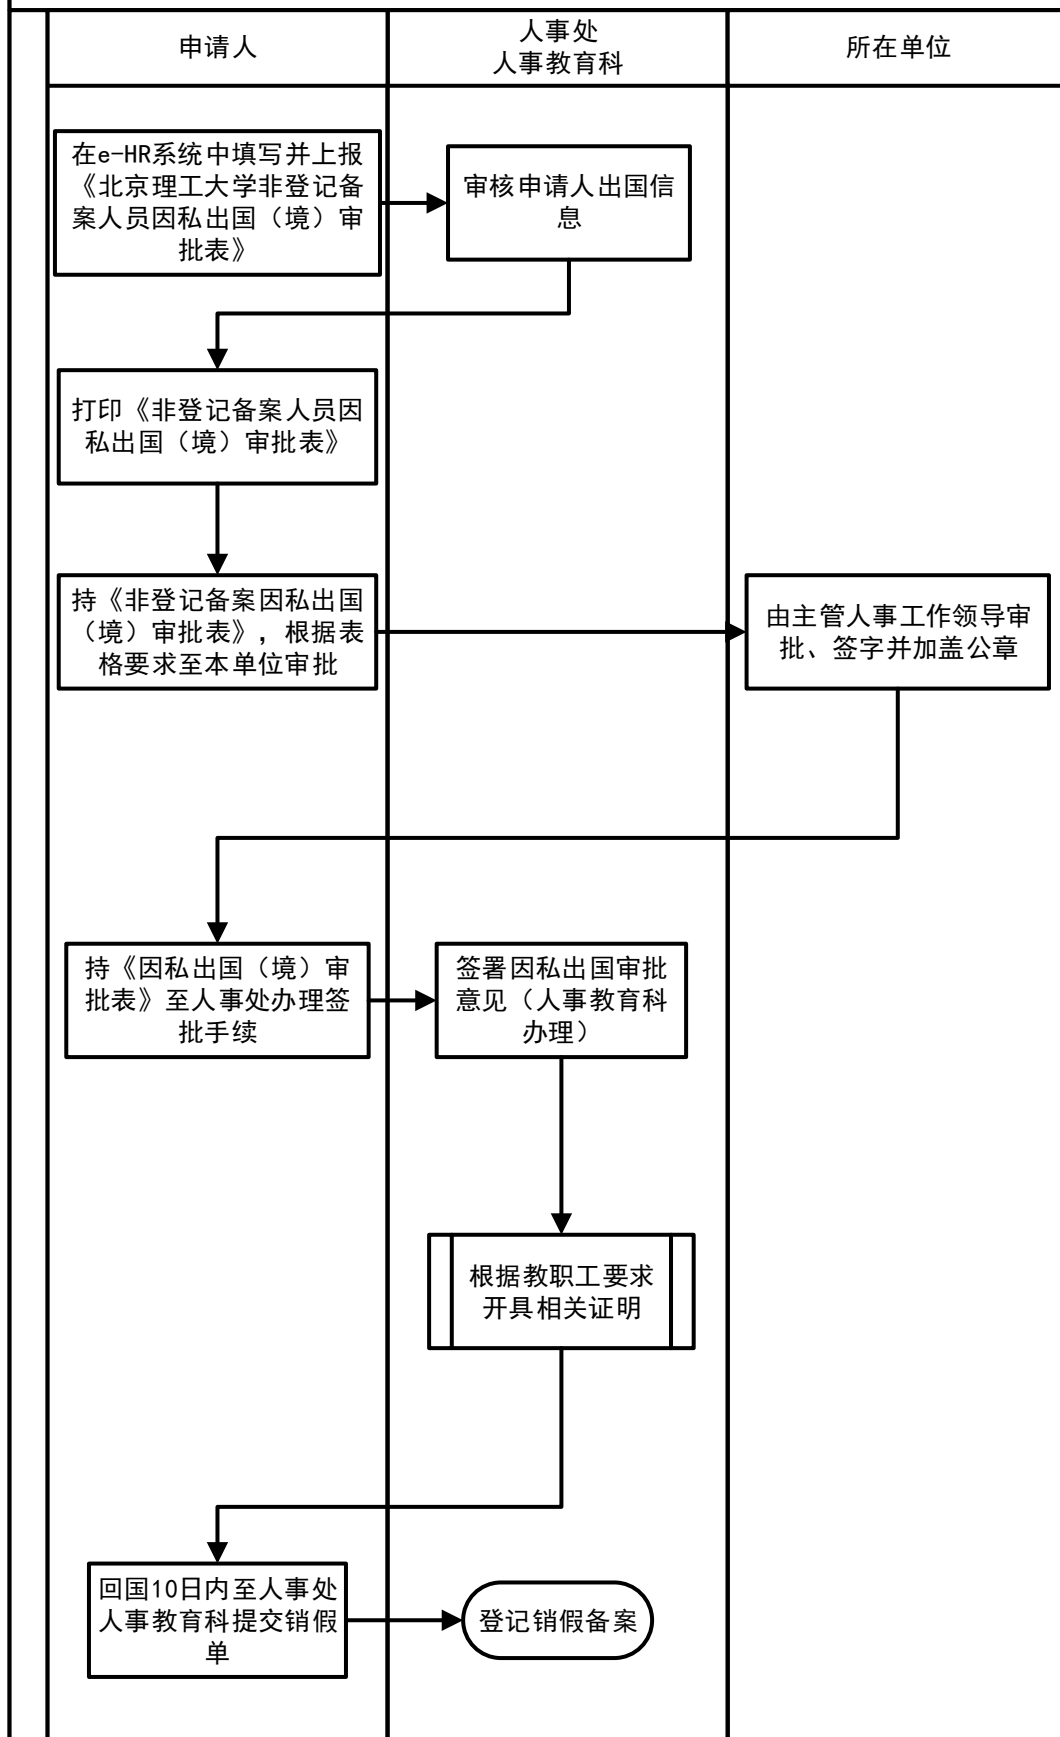 申请人
人事处
人事教育科
所在单位
在e-HR系统中填写并上报
《北京理工大学非登记备
案人员因私出国（境）审
批表》
审核申请人出国信
息
打印《非登记备案人员因
私出国（境）审批表》
持《非登记备案因私出国
（境）审批表》，根据表
格要求至本单位审批
由主管人事工作领导审
批、签字并加盖公章
持《因私出国（境）审
批表》至人事处办理签
批手续
签署因私出国审批
意见（人事教育科
办理）
根据教职工要求
开具相关证明
回国10日内至人事处
人事教育科提交销假
单
登记销假备案